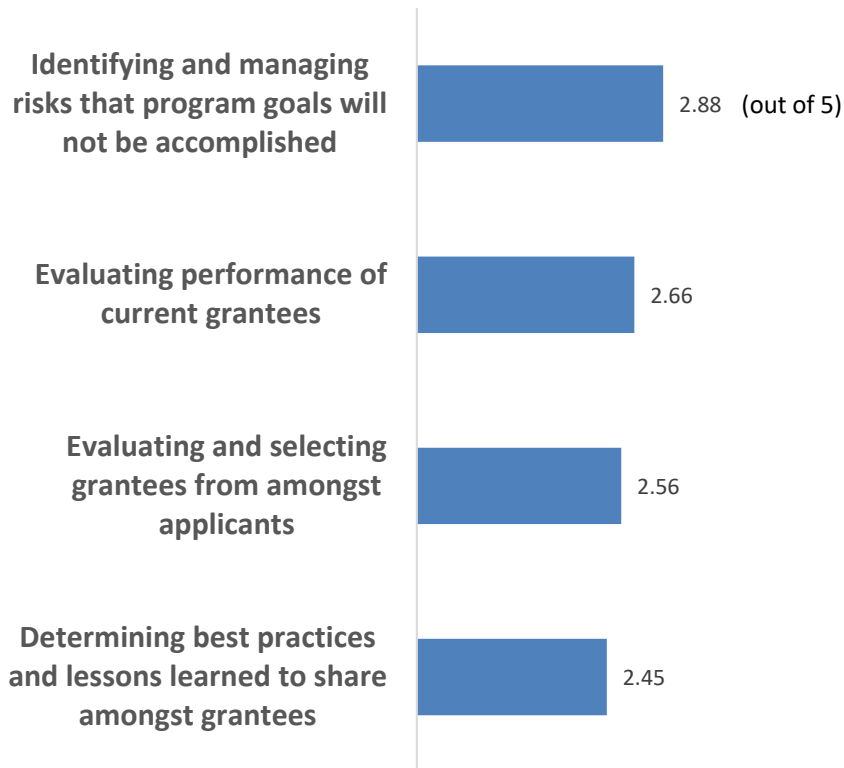 Identifying and managing
risks that program goals will
not be accomplished
2.88 (out of 5)
Evaluating performance of
current grantees
2.66
Evaluating and selecting
grantees from amongst
applicants
2.56
Determining best practices
and lessons learned to share
amongst grantees
2.45